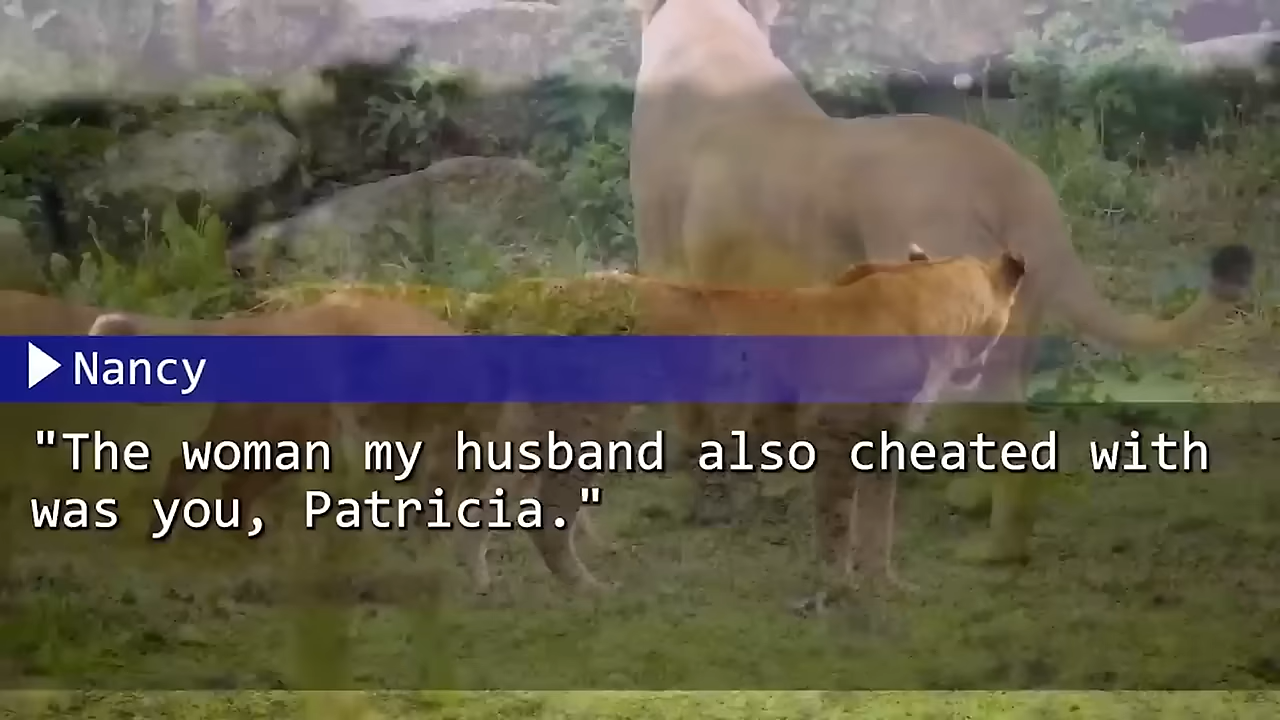 Nancy
"The woman my husband also cheated with
was you, Patricia."